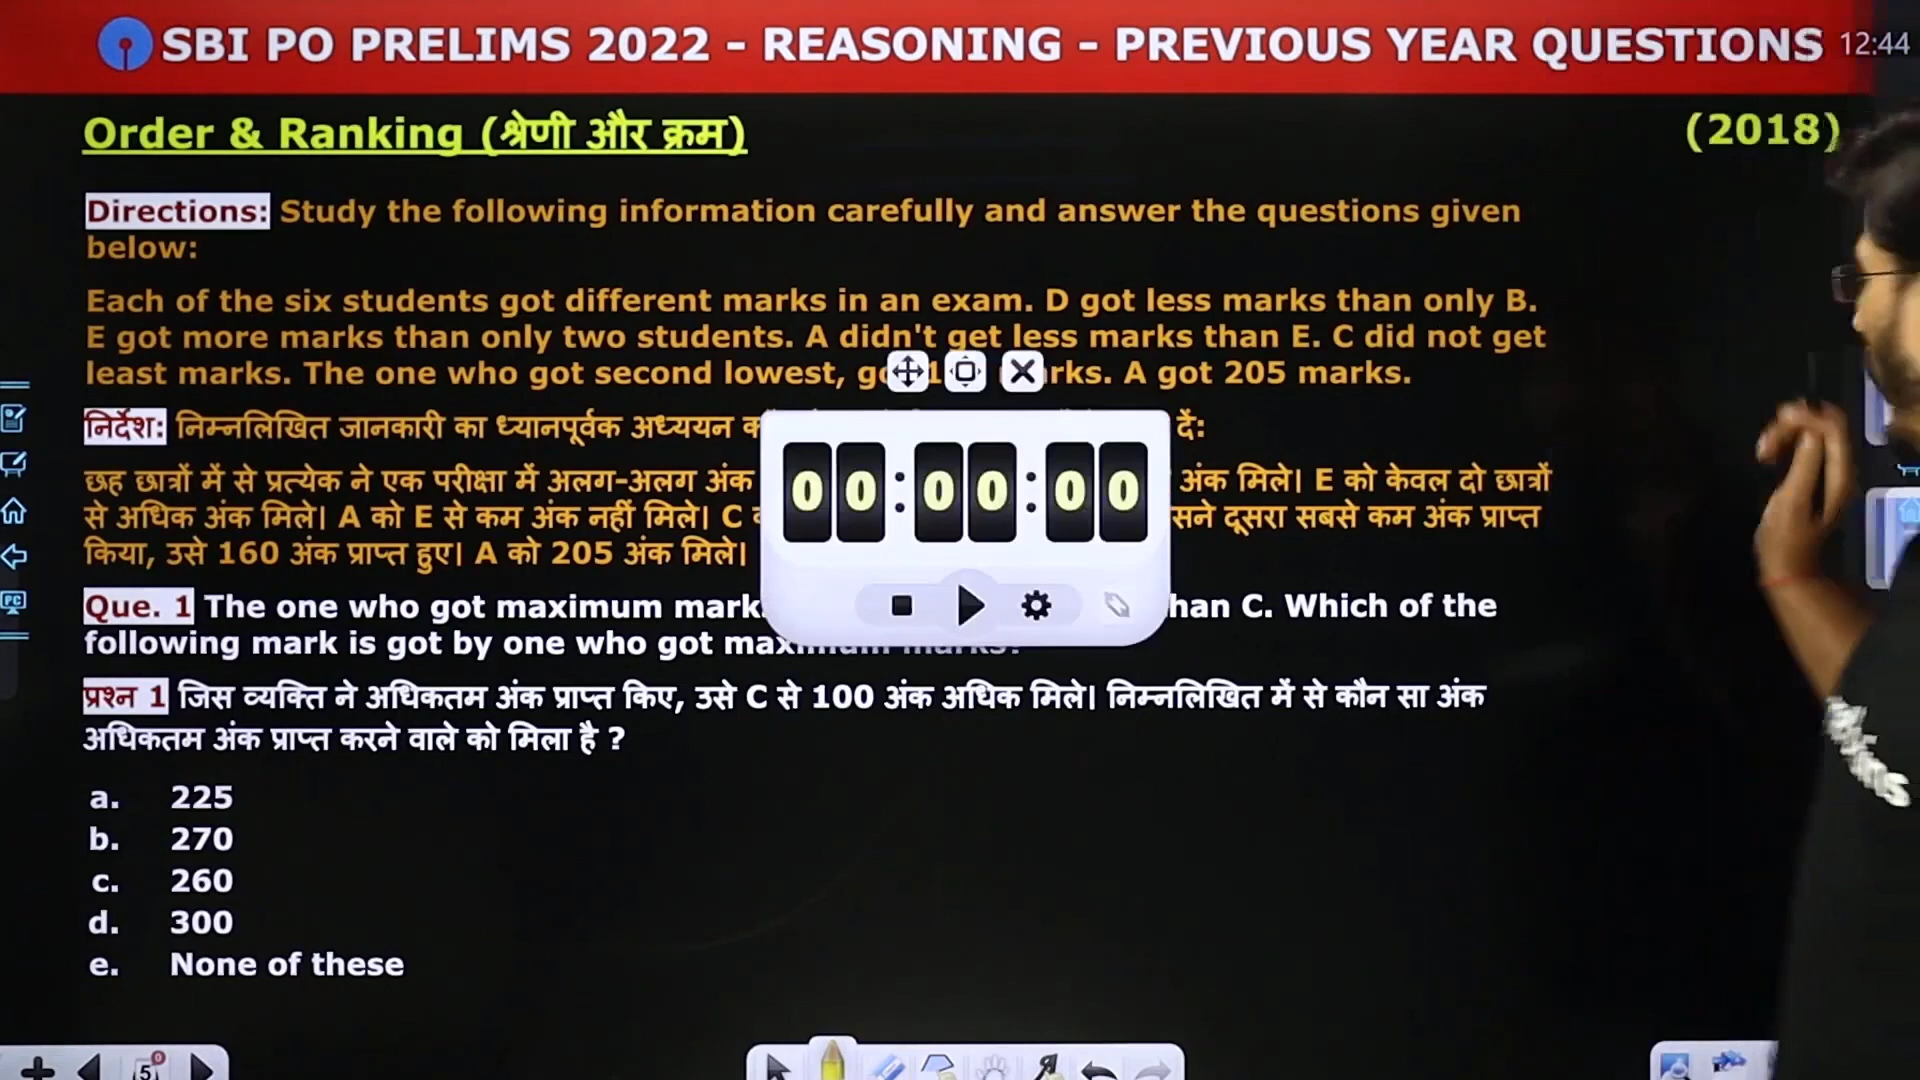 SBI PO PRELIMS 2022 - REASONING - PREVIOUS YEAR QUESTIONS 12:44
Order & Ranking (श्रेणी और क्रम) (2018)
Directions: Study the following information carefully and answer the questions given
below:
Each of the six students got different marks in an exam. D got less marks than only B.
E got more marks than only two students. A didn't get less marks than E. C did not get
least marks. The one who got second lowest, A got 205 marks.
निर्देश: निम्नलिखित जानकारी का ध्यानपूर्वक अध्ययन दें:
छह छात्रों में से प्रत्येक ने एक परीक्षा में अलग-अलग अंक अंक मिले। E को केवल दो छात्रों
से अधिक अंक मिले। A को E से कम अंक नहीं मिले। C दूसरा सबसे कम अंक प्राप्त
किया, उसे 160 अंक प्राप्त हुए। A को 205 अंक मिले।
00:00:00
Que. 1 The one who got maximum C. Which of the
following mark is got by one who got maximum marks?
प्रश्न 1 जिस व्यक्ति ने अधिकतम अंक प्राप्त किए, उसे C से 100 अंक अधिक मिले। निम्नलिखित में से कौन सा अंक
अधिकतम अंक प्राप्त करने वाले को मिला है ?
a. 225
b. 270
c. 260
d. 300
e. None of these
PC
5
0